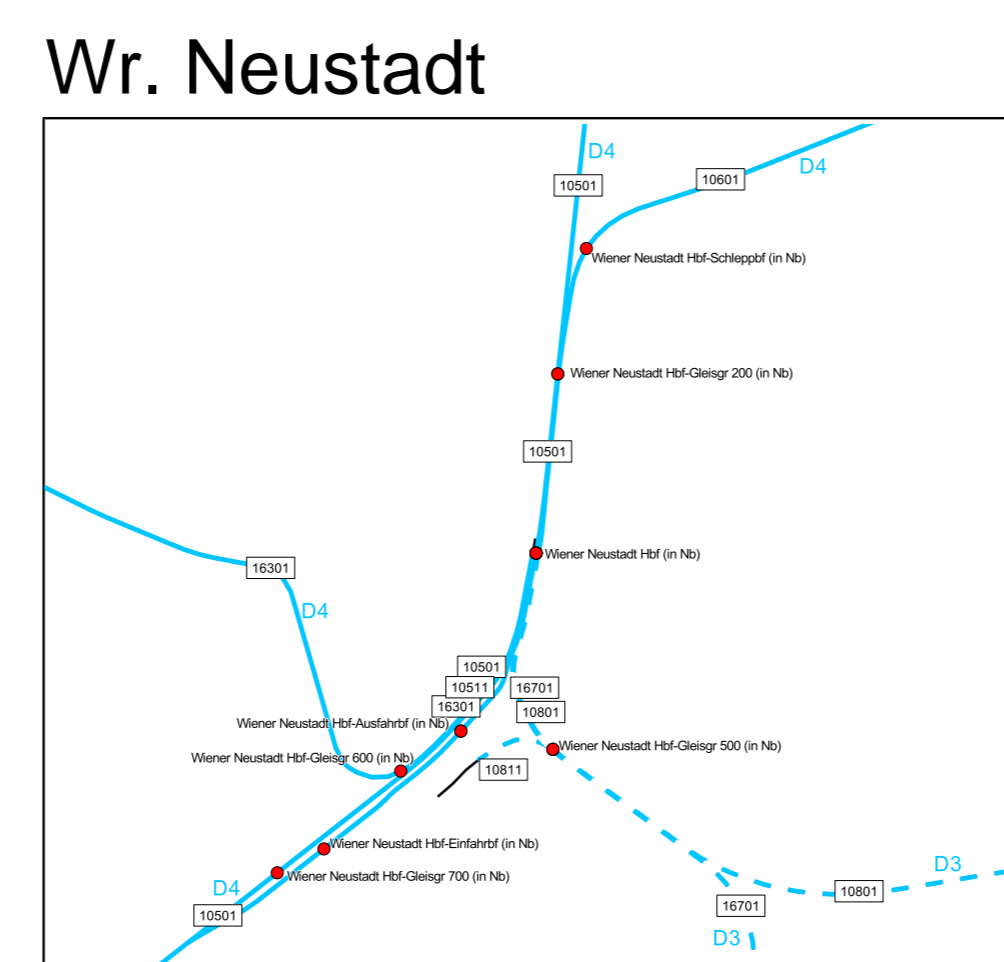 Wr. Neustadt
D4
10501
10601
D4
Wiener Neustadt Hbf-Schleppbf (in Nb)
Wiener Neustadt Hbf-Gleisgr 200 (in Nb)
10501
Wiener Neustadt Hbf (in Nb)
16301
D4
10501
10511
16701
16301
10801
Wiener Neustadt Hbf-Ausfahrbf (in Nb)
Wiener Neustadt Hbf-Gleisgr 500 (in Nb)
Wiener Neustadt Hbf-Gleisgr 600 (in Nb)
10811
Wiener Neustadt Hbf-Einfahrbf (in Nb)
D3
Wiener Neustadt Hbf-Gleisgr 700 (in Nb)
D4
10801
16701
10501
D3